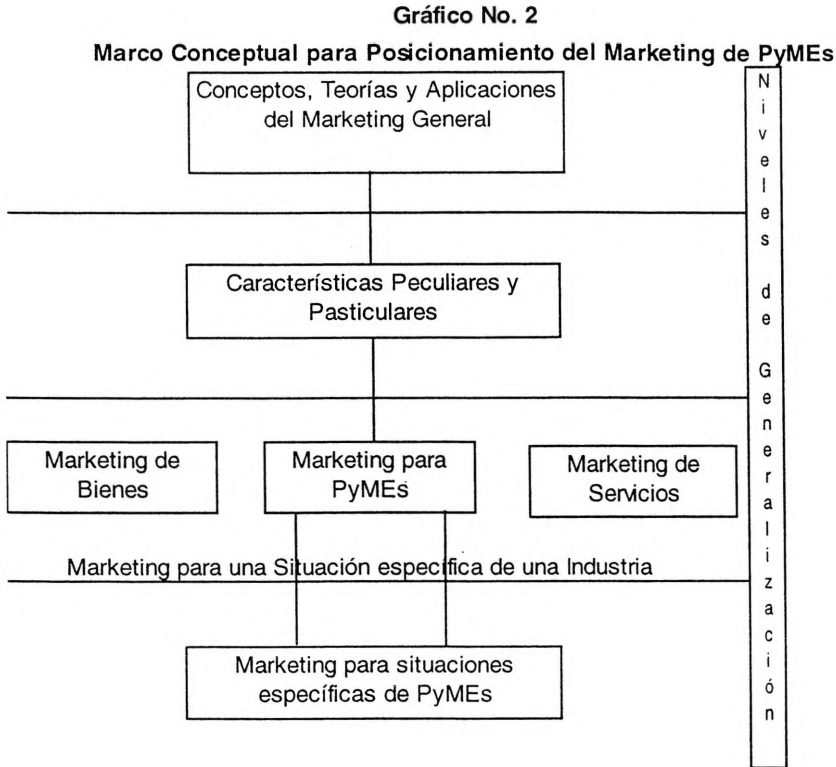 Gráfico No. 2
Marco Conceptual para Posicionamiento del Marketing de PyMEs
Conceptos, Teorías y Aplicaciones
del Marketing General
Características Peculiares y
Pasticulares
Marketing de
Bienes
Marketing para
PyMEs
Marketing de
Servicios
Marketing para una Situación específica de una Industria
Marketing para situaciones
específicas de PyMEs
Niveles de Generalización